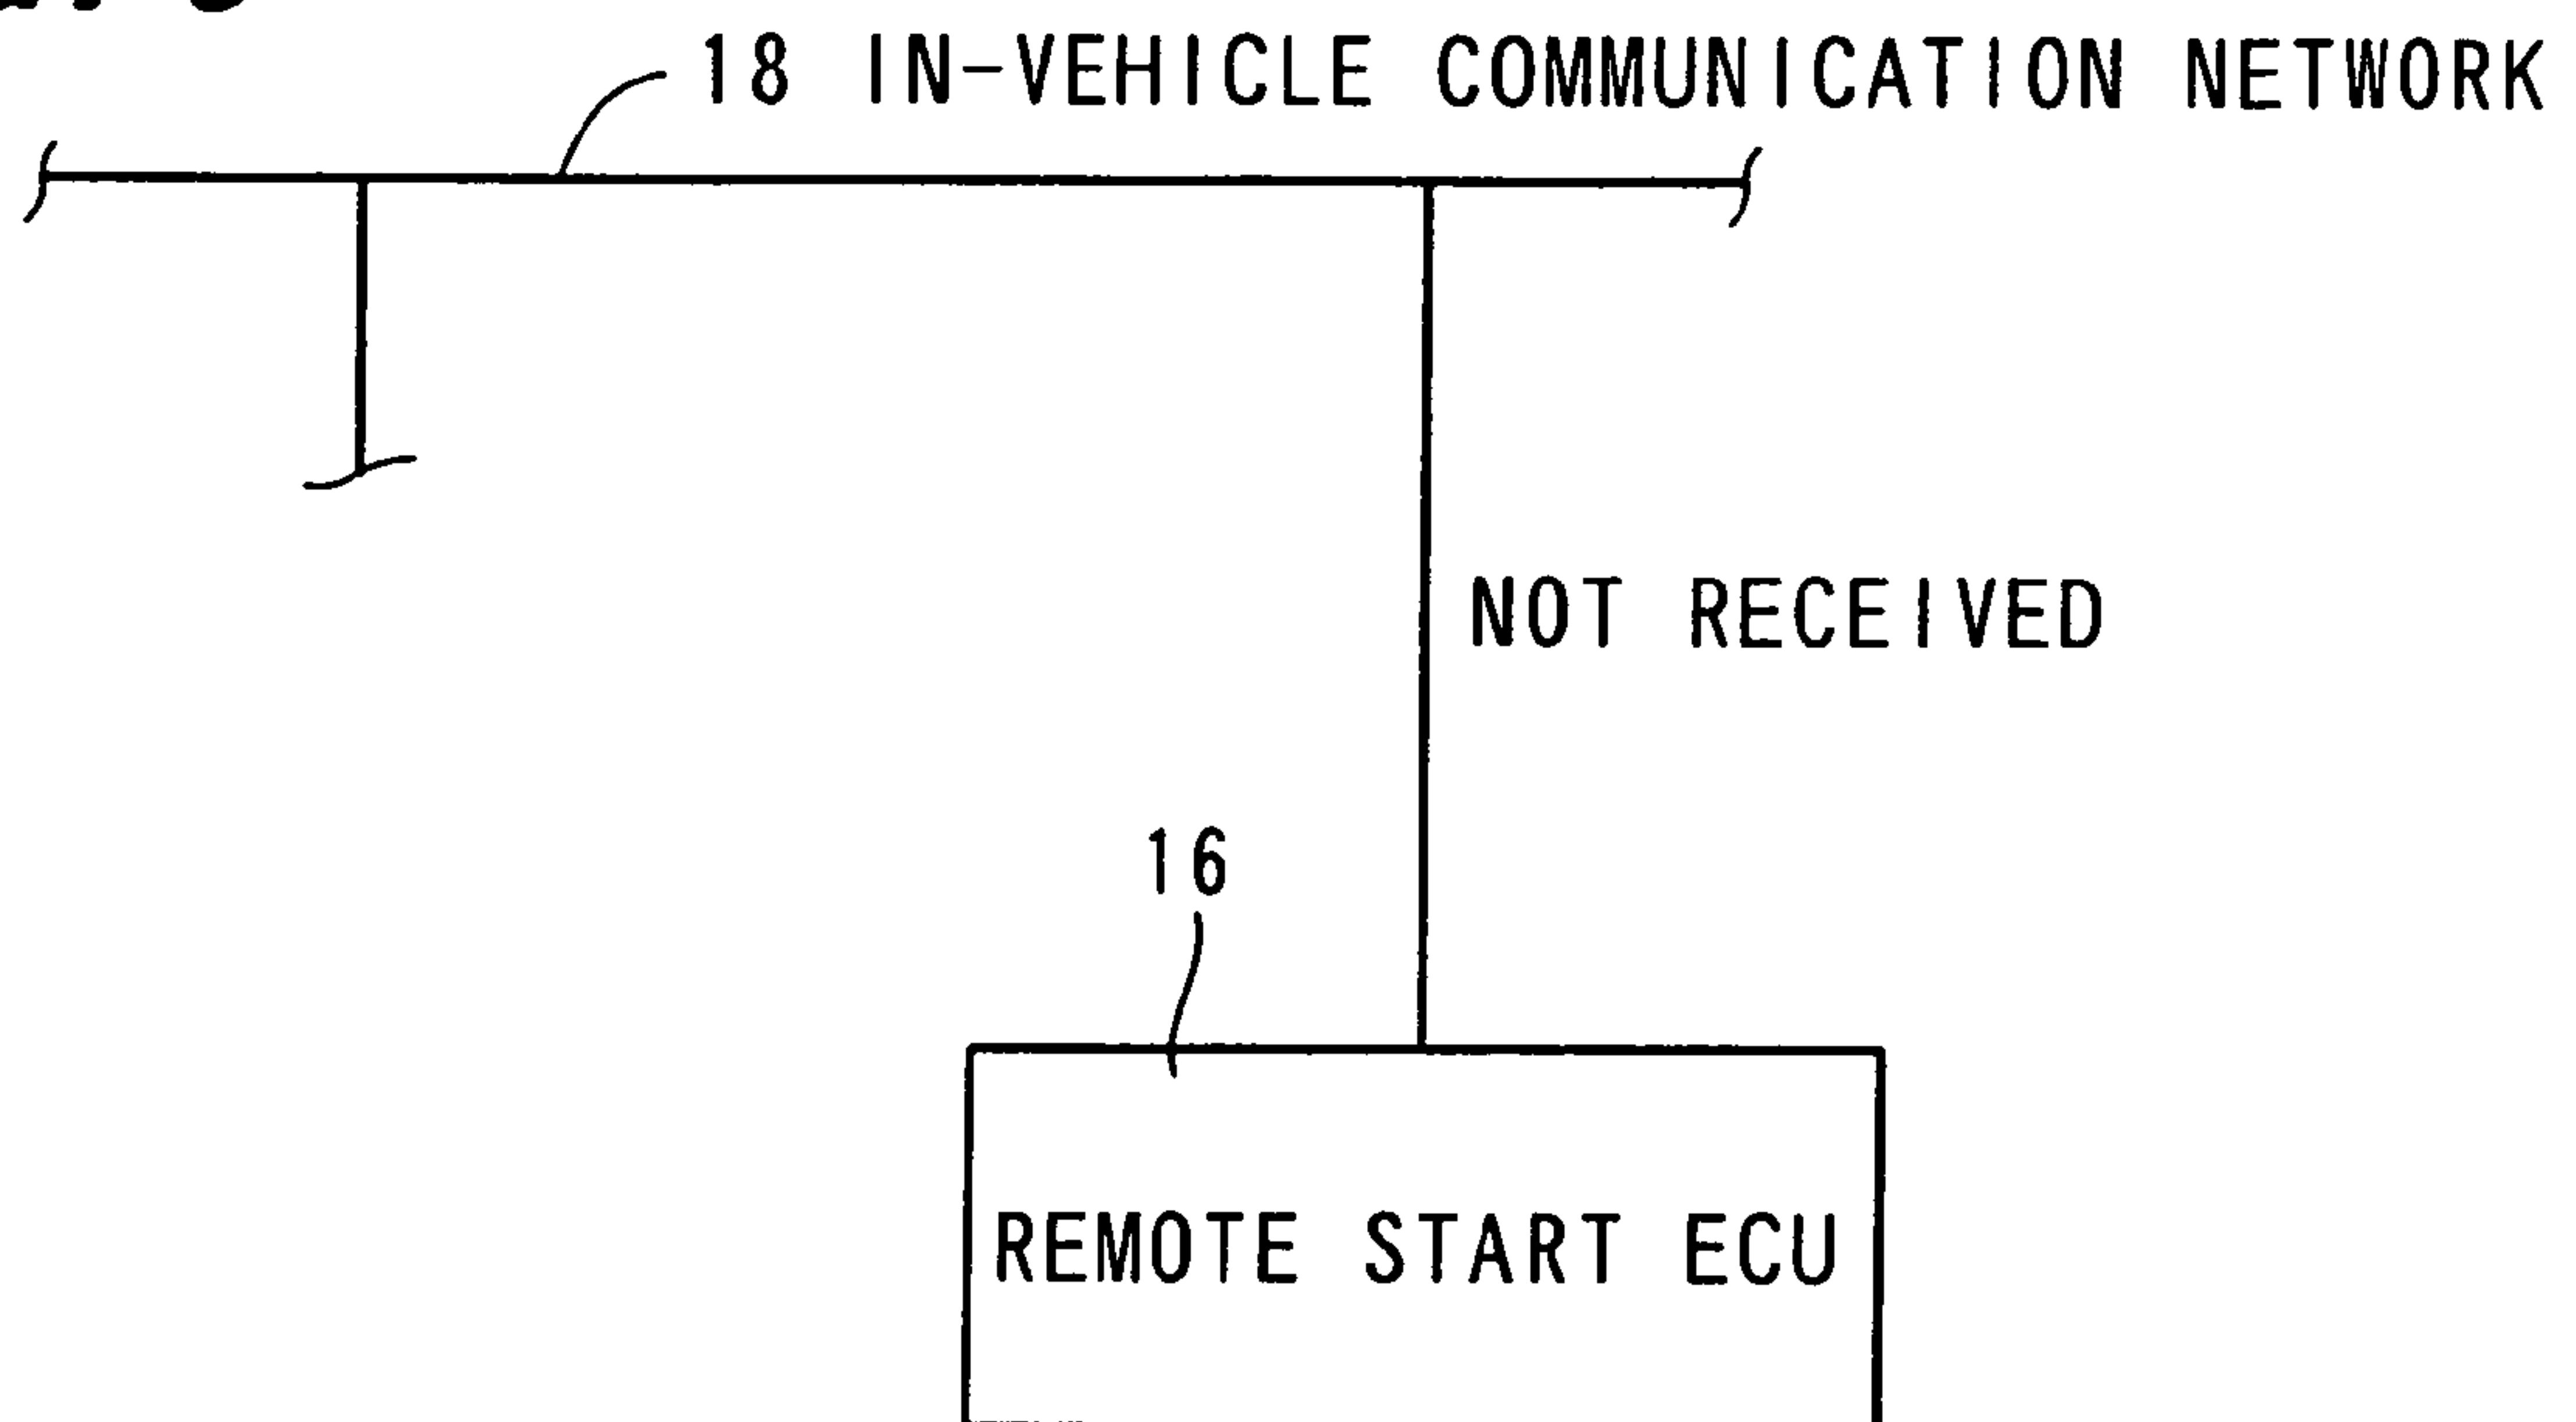 18 IN-VEHICLE COMMUNICATION NETWORK
NOT RECEIVED
16
REMOTE START ECU